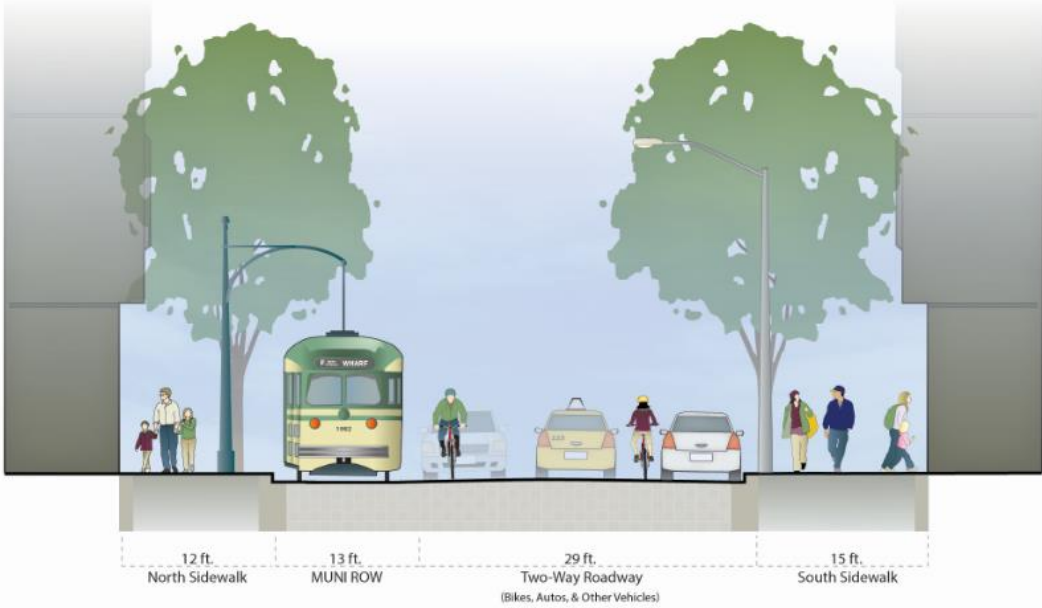 WHARF
1052
12 ft.
North Sidewalk
13 ft.
MUNI ROW
29 ft.
Two-Way Roadway
(Bikes, Autos, & Other Vehicles)
15 ft.
South Sidewalk